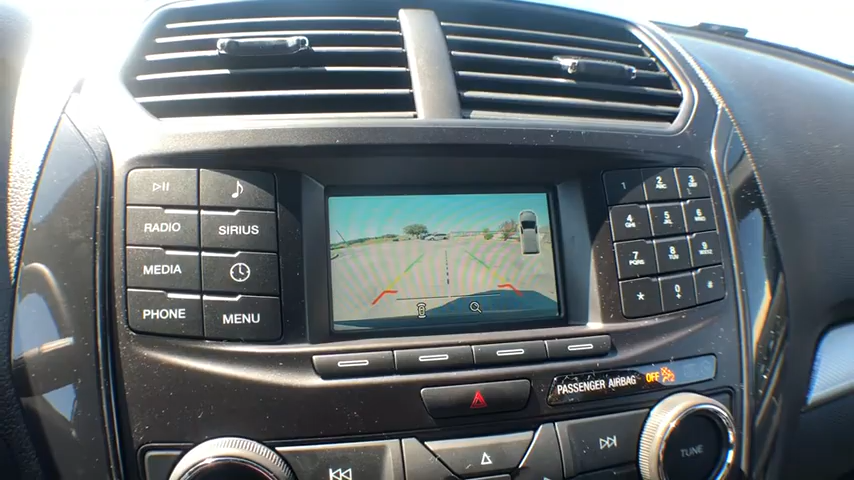 RADIO
SIRIUS
MEDIA
PHONE
MENU
1
2 ABC
3 DEF
4 GHI
5 JKL
6 MNO
7 PQRS
8 TUV
9 WXYZ
*
0
#
PASSENGER AIRBAG OFF
TUNE